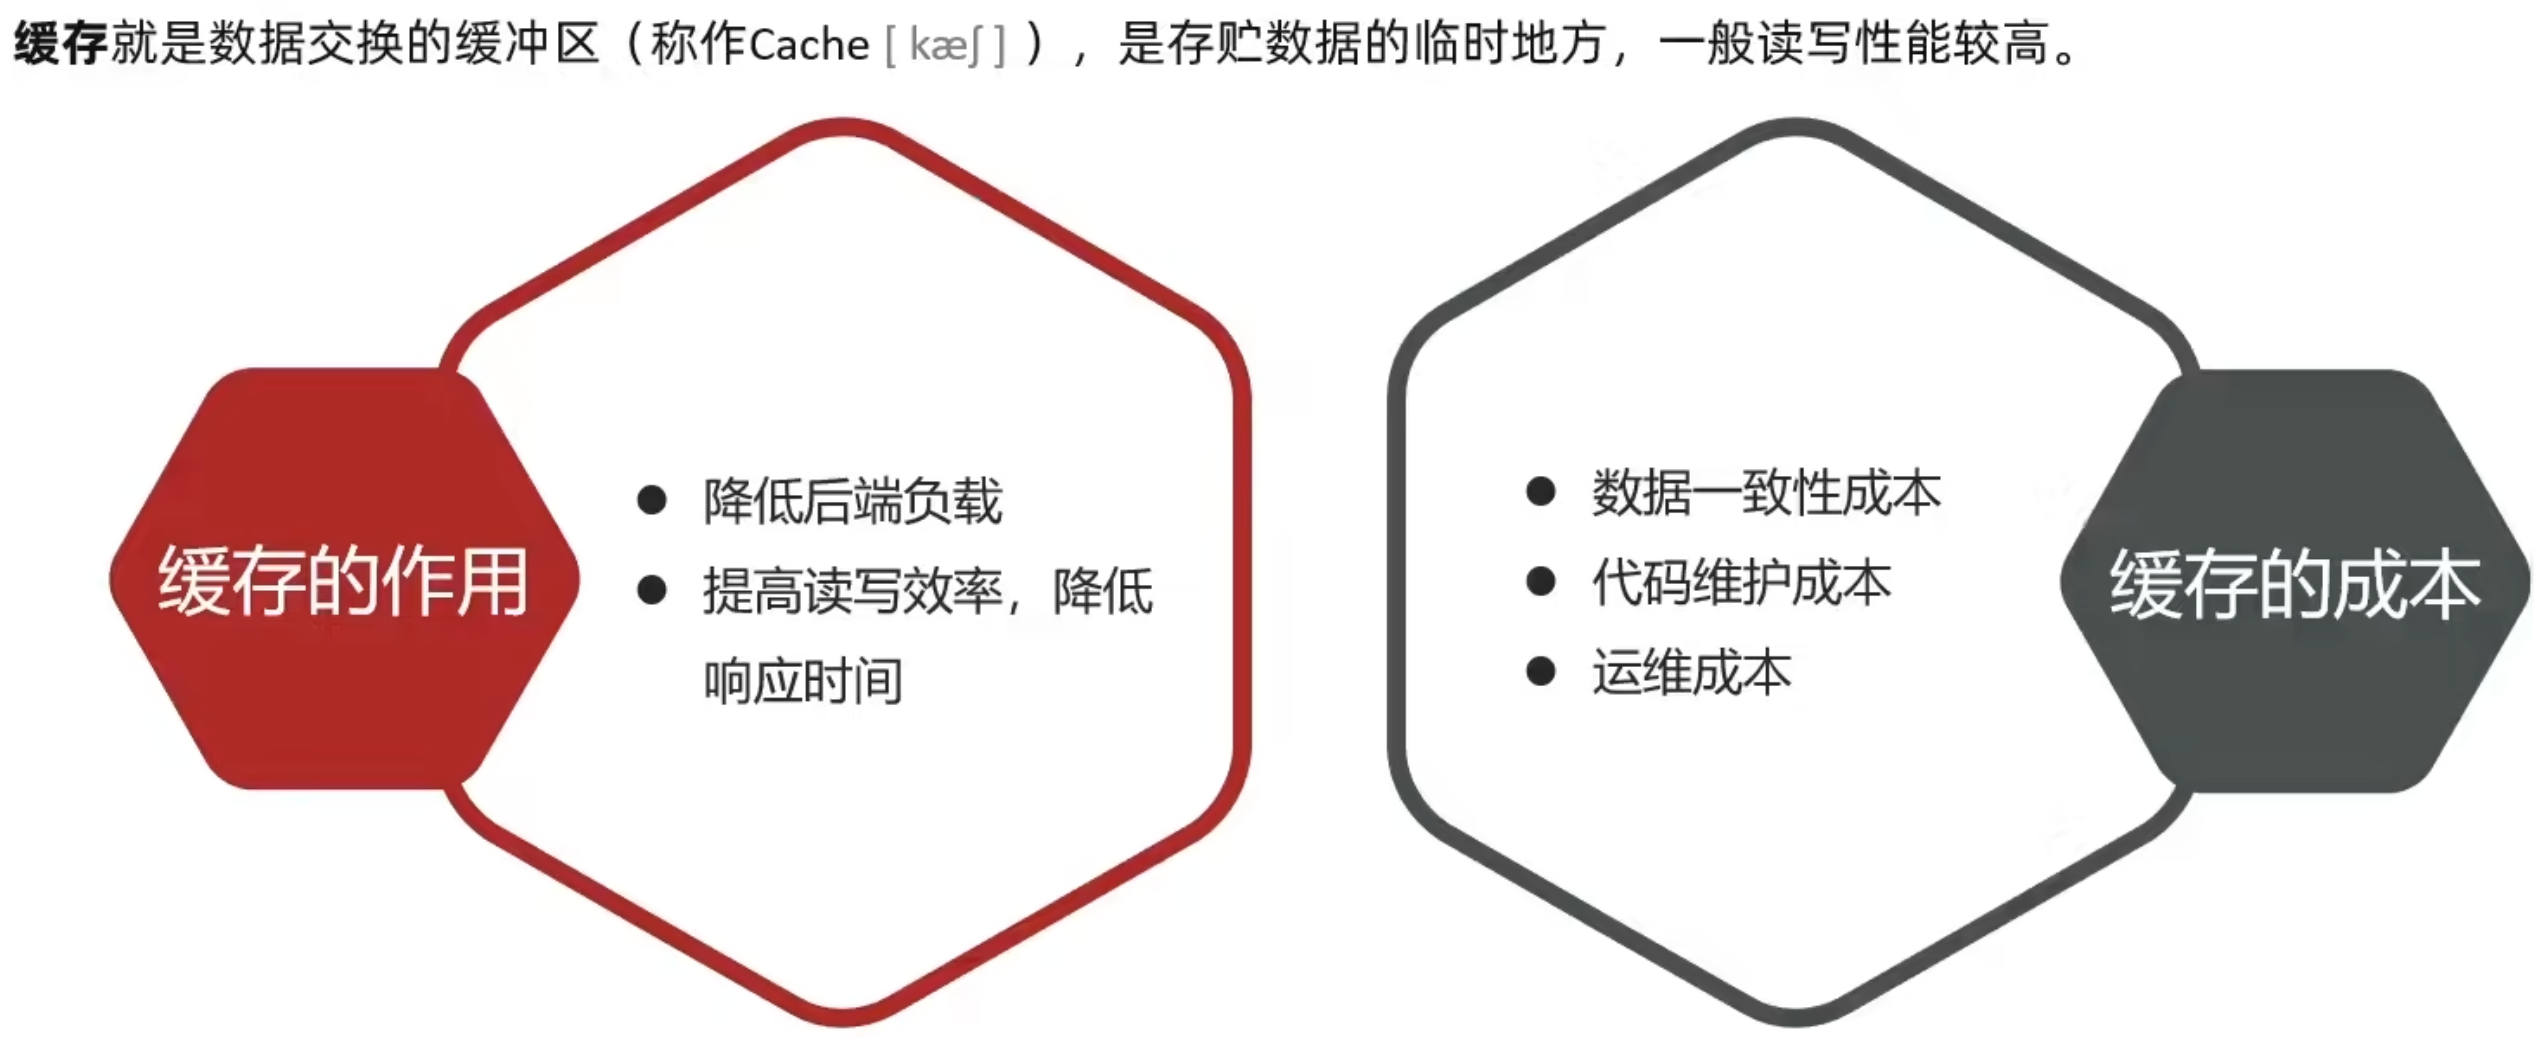 缓存就是数据交换的缓冲区（称作Cache [ kæʃ ] ），是存贮数据的临时地方，一般读写性能较高。
缓存的作用
● 降低后端负载
● 提高读写效率，降低
响应时间
● 数据一致性成本
● 代码维护成本
● 运维成本
缓存的成本